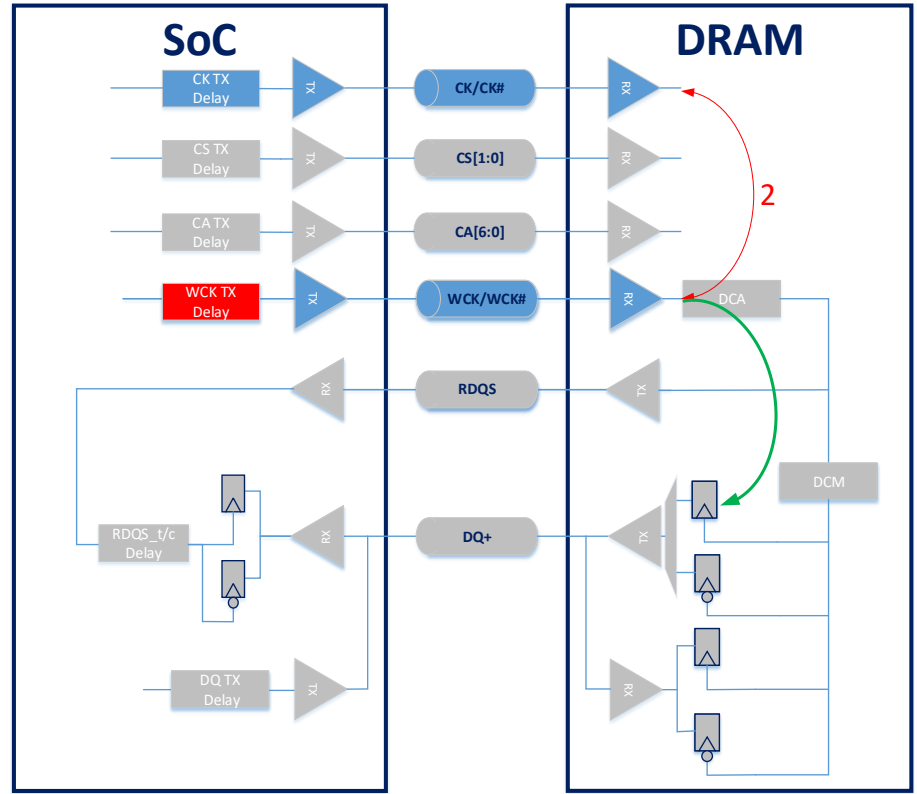 SoC
DRAM
CK TX
Delay
TX
CK/CK#
RX
CS TX
Delay
TX
CS[1:0]
RX
2
CA TX
Delay
TX
CA[6:0]
RX
WCK TX
Delay
TX
WCK/WCK#
RX
DCA
RX
RDQS
TX
DCM
RDQS_t/c
Delay
RX
DQ+
TX
DQ TX
Delay
TX
RX